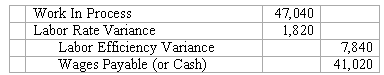 Work In Process 47,040
Labor Rate Variance 1,820
Labor Efficiency Variance 7,840
Wages Payable (or Cash) 41,020